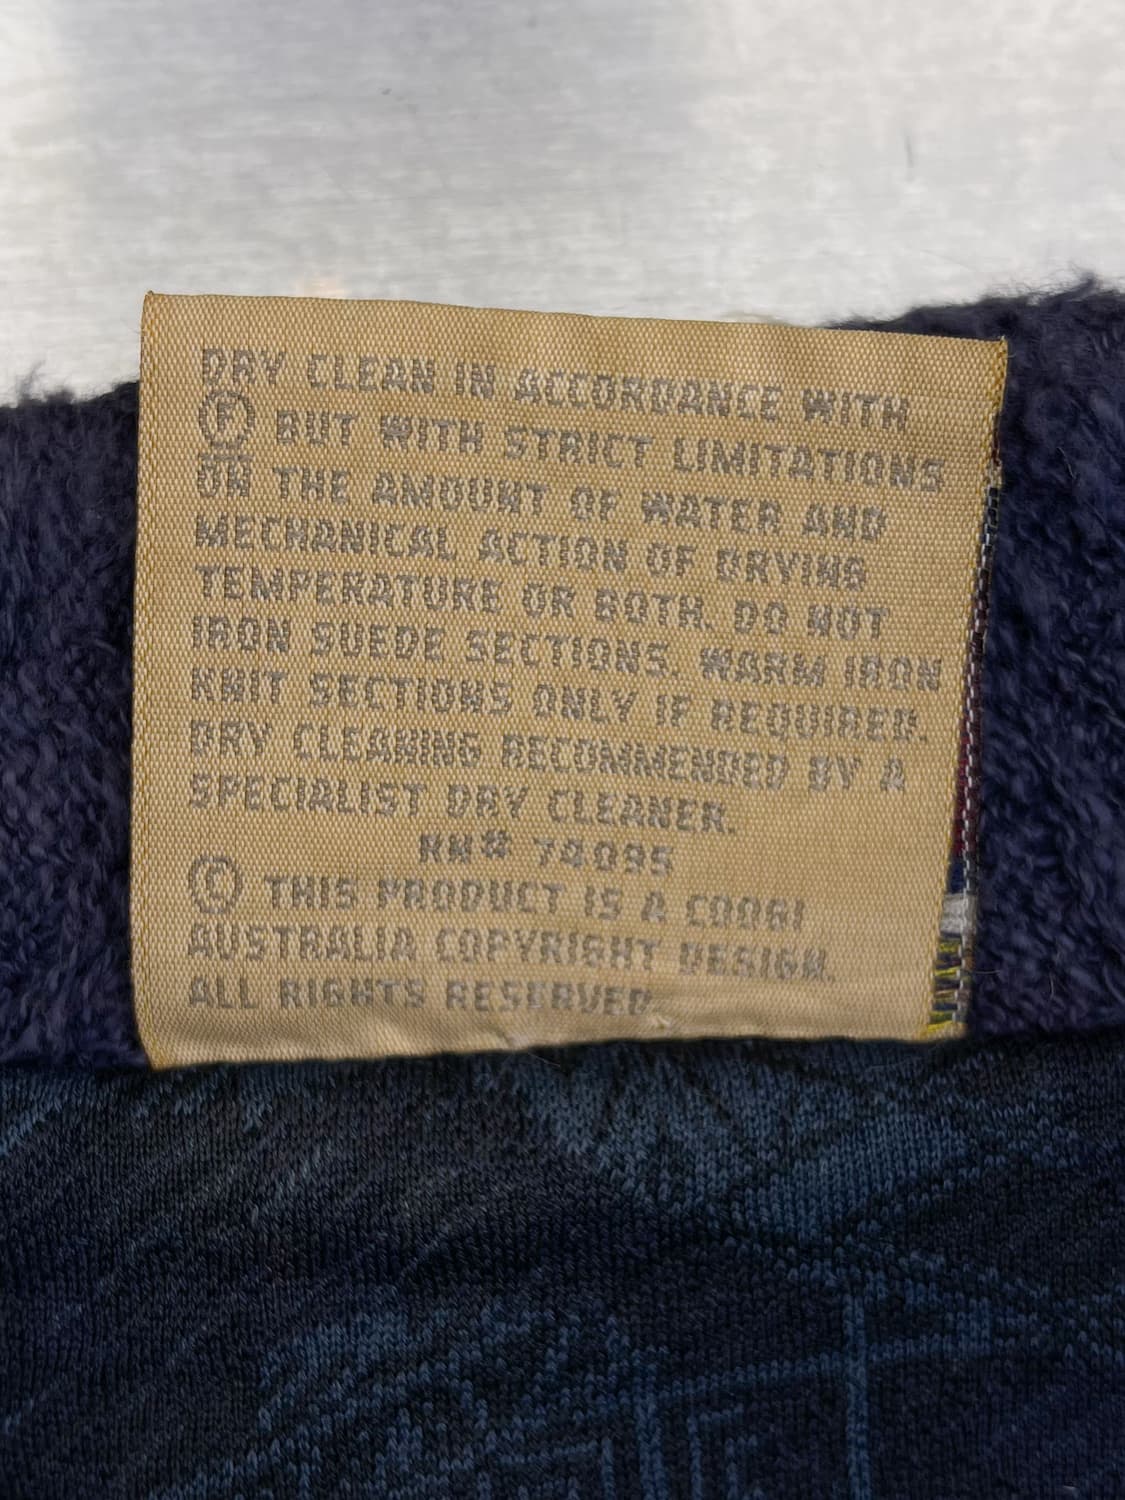 DRY CLEAN IN ACCORDANCE WITH
Ⓕ BUT WITH STRICT LIMITATIONS
ON THE AMOUNT OF WATER AND
MECHANICAL ACTION OF DRYING
TEMPERATURE OR BOTH. DO NOT
IRON SUEDE SECTIONS. WARM IRON
KNIT SECTIONS ONLY IF REQUIRED.
DRY CLEANING RECOMMENDED BY A
SPECIALIST DRY CLEANER.
RN# 74095
© THIS PRODUCT IS A COOGI
AUSTRALIA COPYRIGHT DESIGN.
ALL RIGHTS RESERVED.